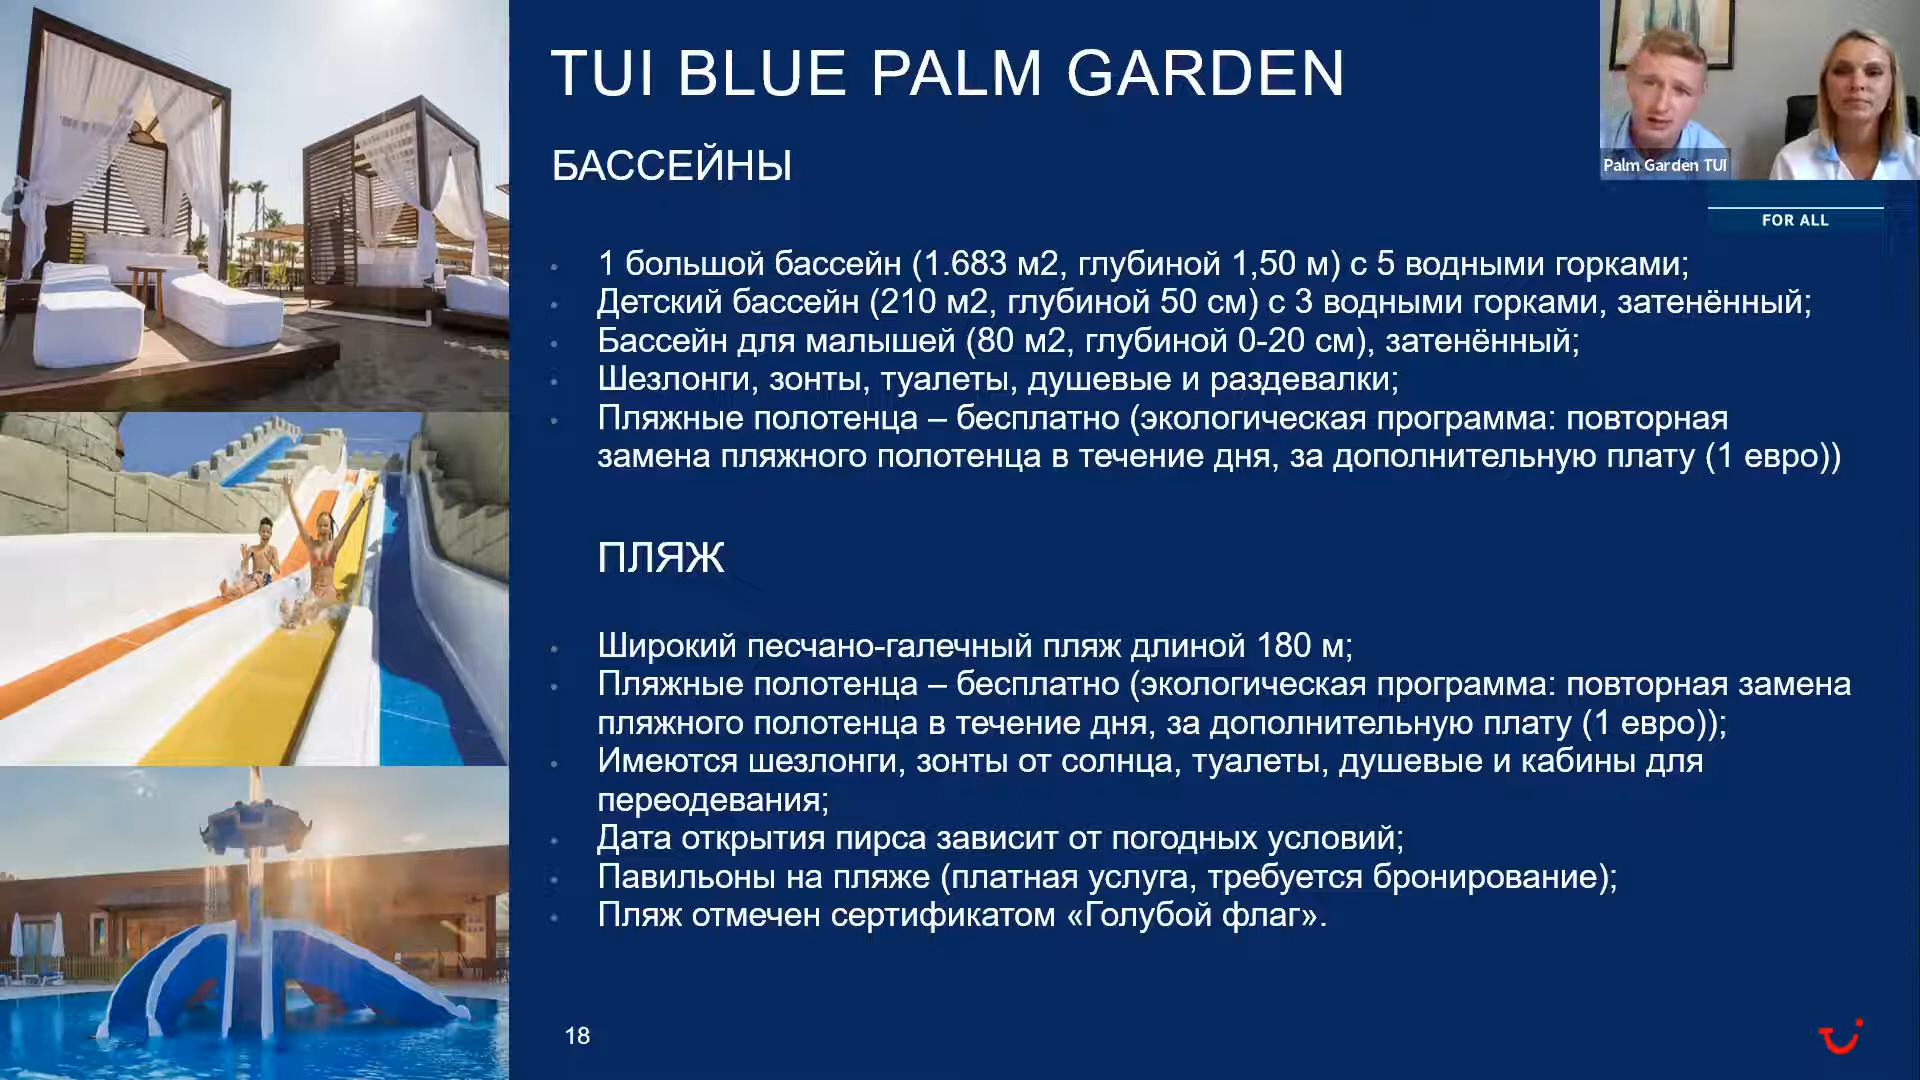 TUI BLUE PALM GARDEN
БАССЕЙНЫ
Palm Garden TUI
FOR ALL
1 большой бассейн (1.683 м2, глубиной 1,50 м) с 5 водными горками;
Детский бассейн (210 м2, глубиной 50 см) с 3 водными горками, затенённый;
Бассейн для малышей (80 м2, глубиной 0-20 см), затенённый;
Шезлонги, зонты, туалеты, душевые и раздевалки;
Пляжные полотенца – бесплатно (экологическая программа: повторная
замена пляжного полотенца в течение дня, за дополнительную плату (1 евро))
ПЛЯЖ
Широкий песчано-галечный пляж длиной 180 м;
Пляжные полотенца – бесплатно (экологическая программа: повторная замена
пляжного полотенца в течение дня, за дополнительную плату (1 евро));
Имеются шезлонги, зонты от солнца, туалеты, душевые и кабины для
переодевания;
Дата открытия пирса зависит от погодных условий;
Павильоны на пляже (платная услуга, требуется бронирование);
Пляж отмечен сертификатом «Голубой флаг».
18